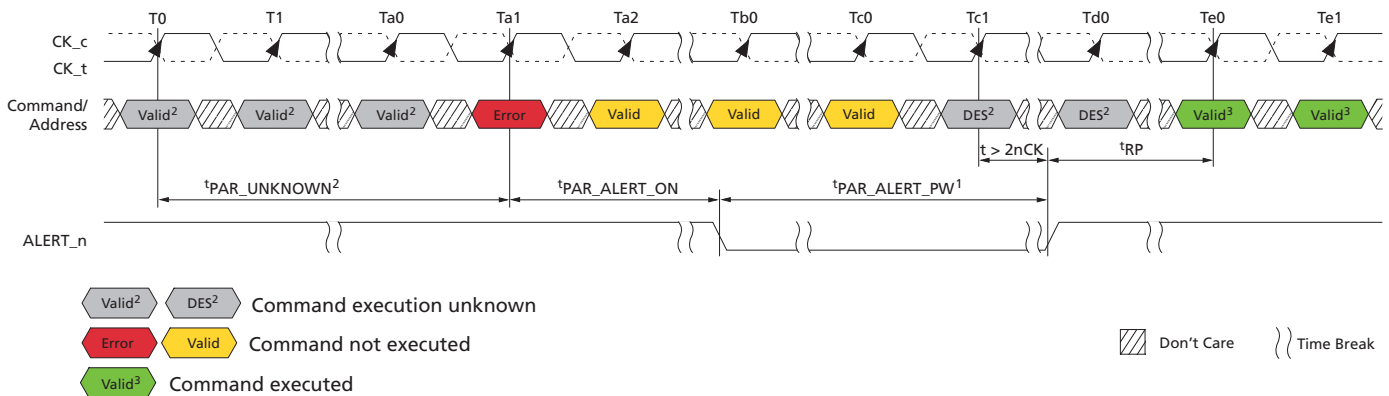 T0 T1 Ta0 Ta1 Ta2 Tb0 Tc0 Tc1 Td0 Te0 Te1
CK_c
CK_t
Command/
Address
Valid² Valid² Valid² Error Valid Valid Valid DES² DES² Valid³ Valid³
t > 2nCK tRP
tPAR_UNKNOWN² tPAR_ALERT_ON tPAR_ALERT_PW¹
ALERT_n
Valid² DES² Command execution unknown
Error Valid Command not executed
Valid³ Command executed
Don't Care Time Break